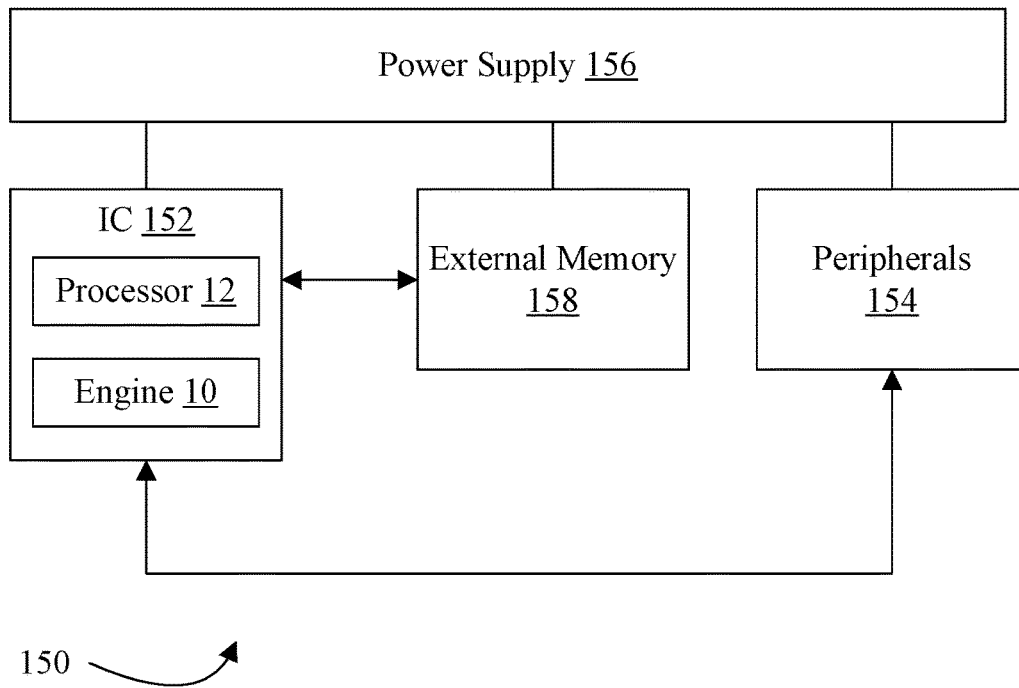 Power Supply 156
IC 152
Processor 12
Engine 10
External Memory
158
Peripherals
154
150